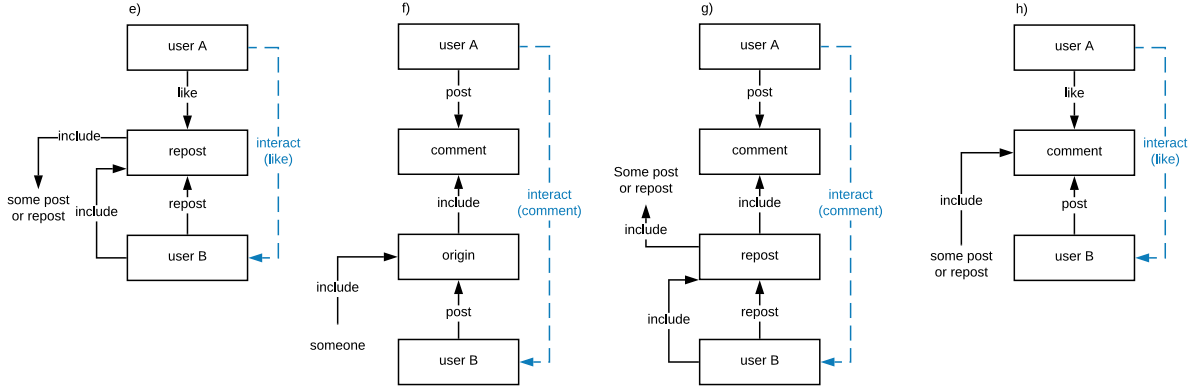 e)
user A
like
include
repost
interact
(like)
some post
or repost
include
repost
user B
f)
user A
post
comment
include
interact
(comment)
origin
include
post
someone
user B
g)
user A
post
comment
Some post
or repost
include
include
interact
(comment)
repost
include
repost
user B
h)
user A
like
comment
interact
(like)
include
post
some post
or repost
user B